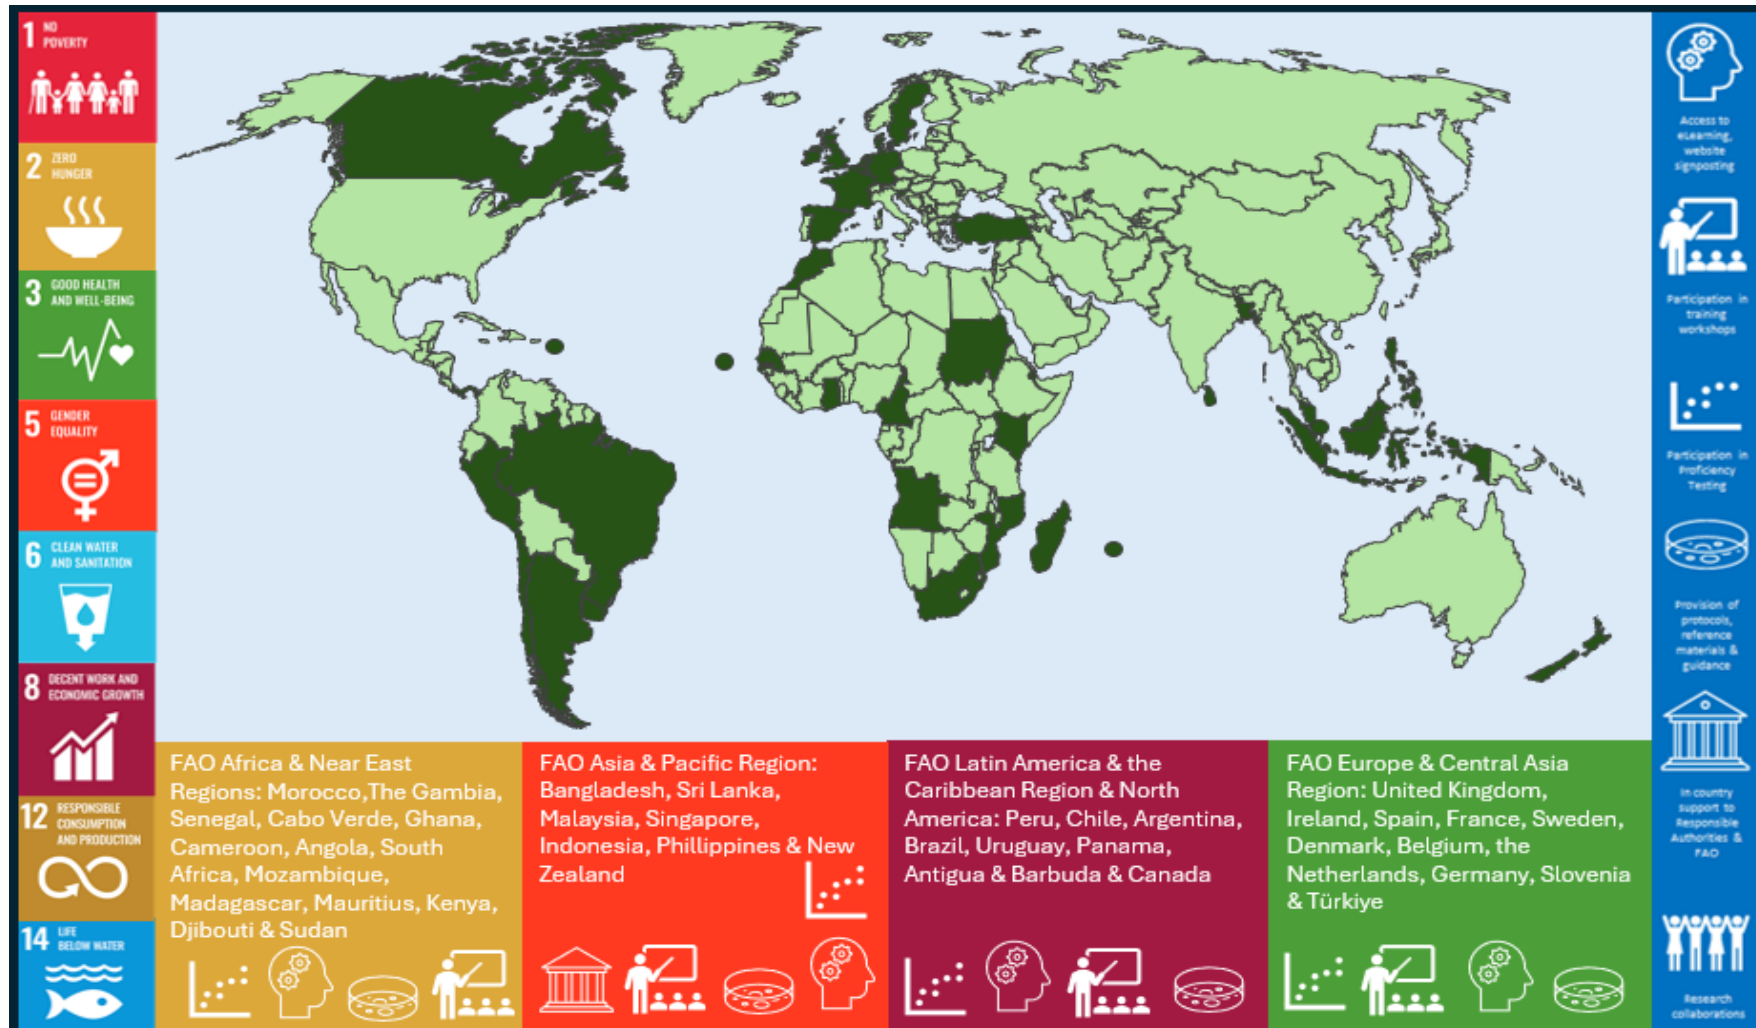 1 NO
POVERTY
2 ZERO
HUNGER
3 GOOD HEALTH
AND WELL-BEING
5 GENDER
EQUALITY
6 CLEAN WATER
AND SANITATION
8 DECENT WORK AND
ECONOMIC GROWTH
12 RESPONSIBLE
CONSUMPTION
AND PRODUCTION
14 LIFE
BELOW WATER
FAO Africa & Near East
Regions: Morocco,The Gambia,
Senegal, Cabo Verde, Ghana,
Cameroon, Angola, South
Africa, Mozambique,
Madagascar, Mauritius, Kenya,
Djibouti & Sudan
FAO Asia & Pacific Region:
Bangladesh, Sri Lanka,
Malaysia, Singapore,
Indonesia, Phillippines & New
Zealand
FAO Latin America & the
Caribbean Region & North
America: Peru, Chile, Argentina,
Brazil, Uruguay, Panama,
Antigua & Barbuda & Canada
FAO Europe & Central Asia
Region: United Kingdom,
Ireland, Spain, France, Sweden,
Denmark, Belgium, the
Netherlands, Germany, Slovenia
& Türkiye
Access to
eLearning,
website
signposting
Participation in
training
workshops
Participation in
Proficiency
Testing
Provision of
protocols,
reference
materials &
guidance
In country
support to
Responsible
Authorities &
FAO
Research
collaborations